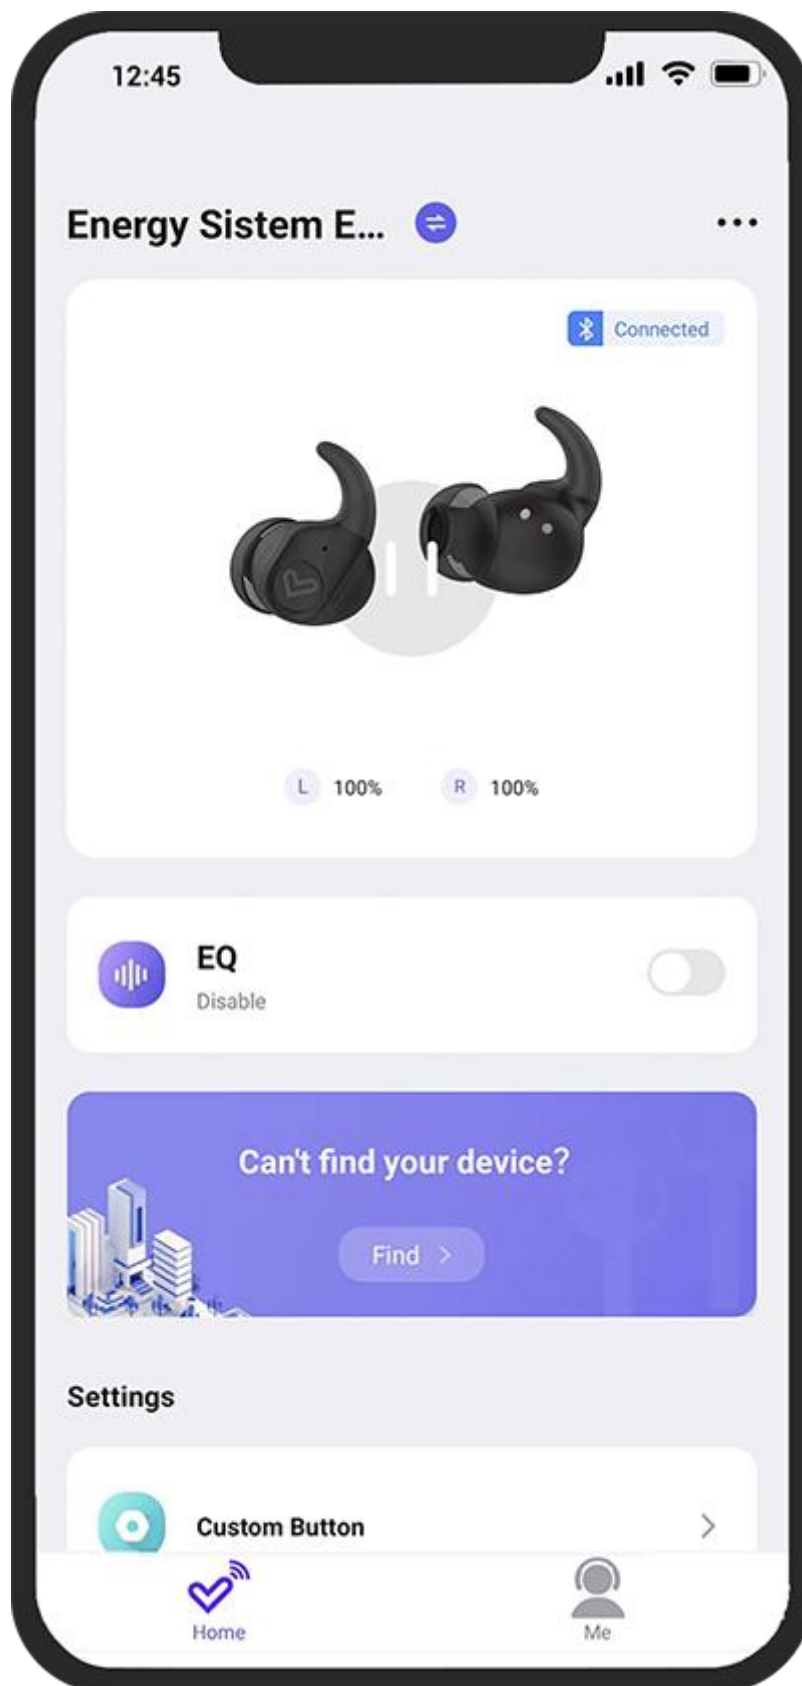 12:45
Energy Sistem E...
Connected
L 100% R 100%
EQ
Disable
Can't find your device?
Find >
Settings
Custom Button
Home
Me